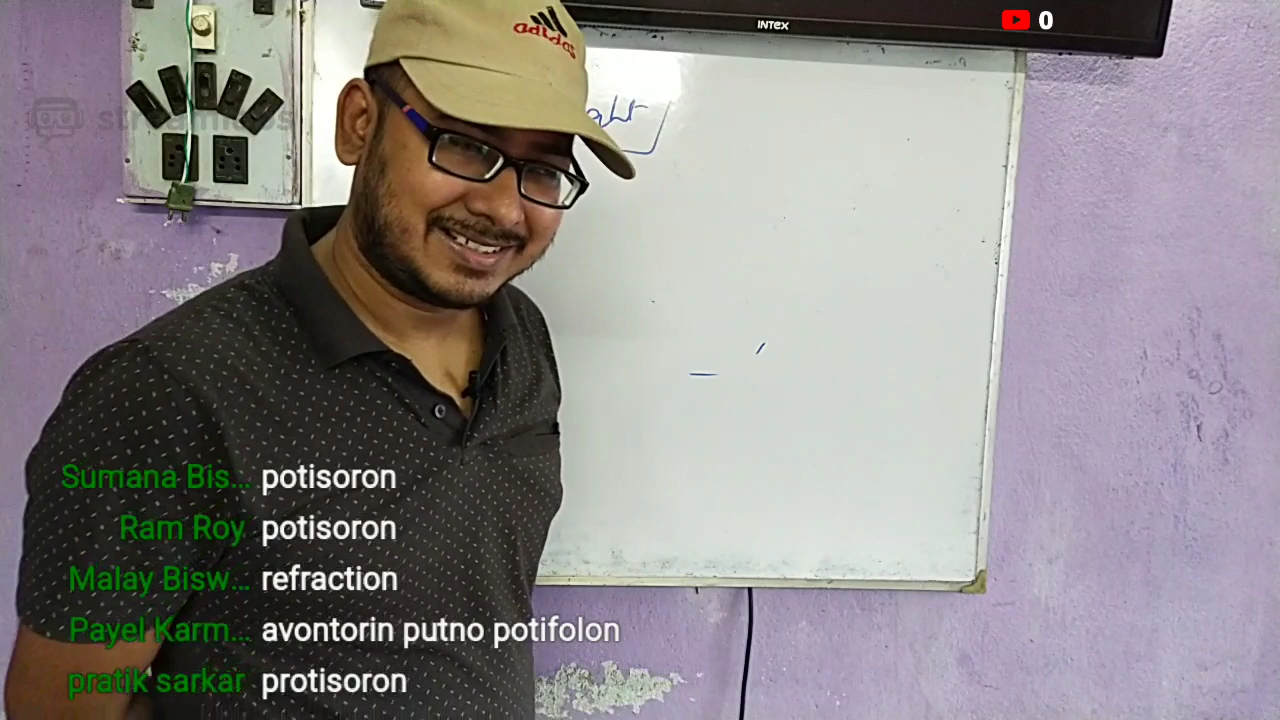 adidas
INTEX
0
streamlabs
Sumana Bis... potisoron
Ram Roy potisoron
Malay Bisw... refraction
Payel Karm... avontorin putno potifolon
pratik sarkar protisoron